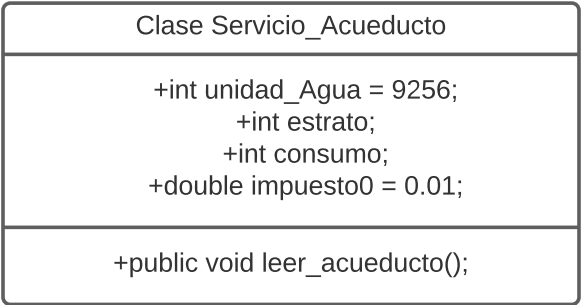 Clase Servicio_Acueducto
+int unidad_Agua = 9256;
+int estrato;
+int consumo;
+double impuesto0 = 0.01;
+public void leer_acueducto();